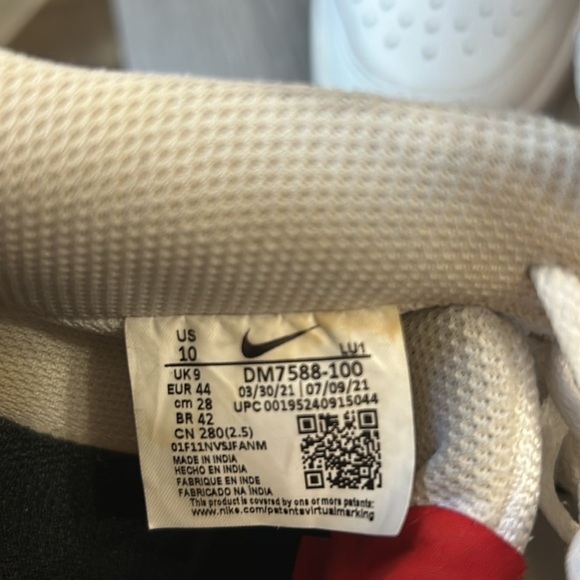 US
10
UK 9
EUR 44
cm 28
BR 42
CN 280(2.5)
LU1
DM7588-100
03/30/21 | 07/09/21
UPC 00195240915044
01F11NVSJFANM
MADE IN INDIA
HECHO EN INDIA
FABRIQUE EN INDE
FABRICADO NA ÍNDIA
This product is covered by one or more patents:
www.nike.com/patentsvirtualmarking